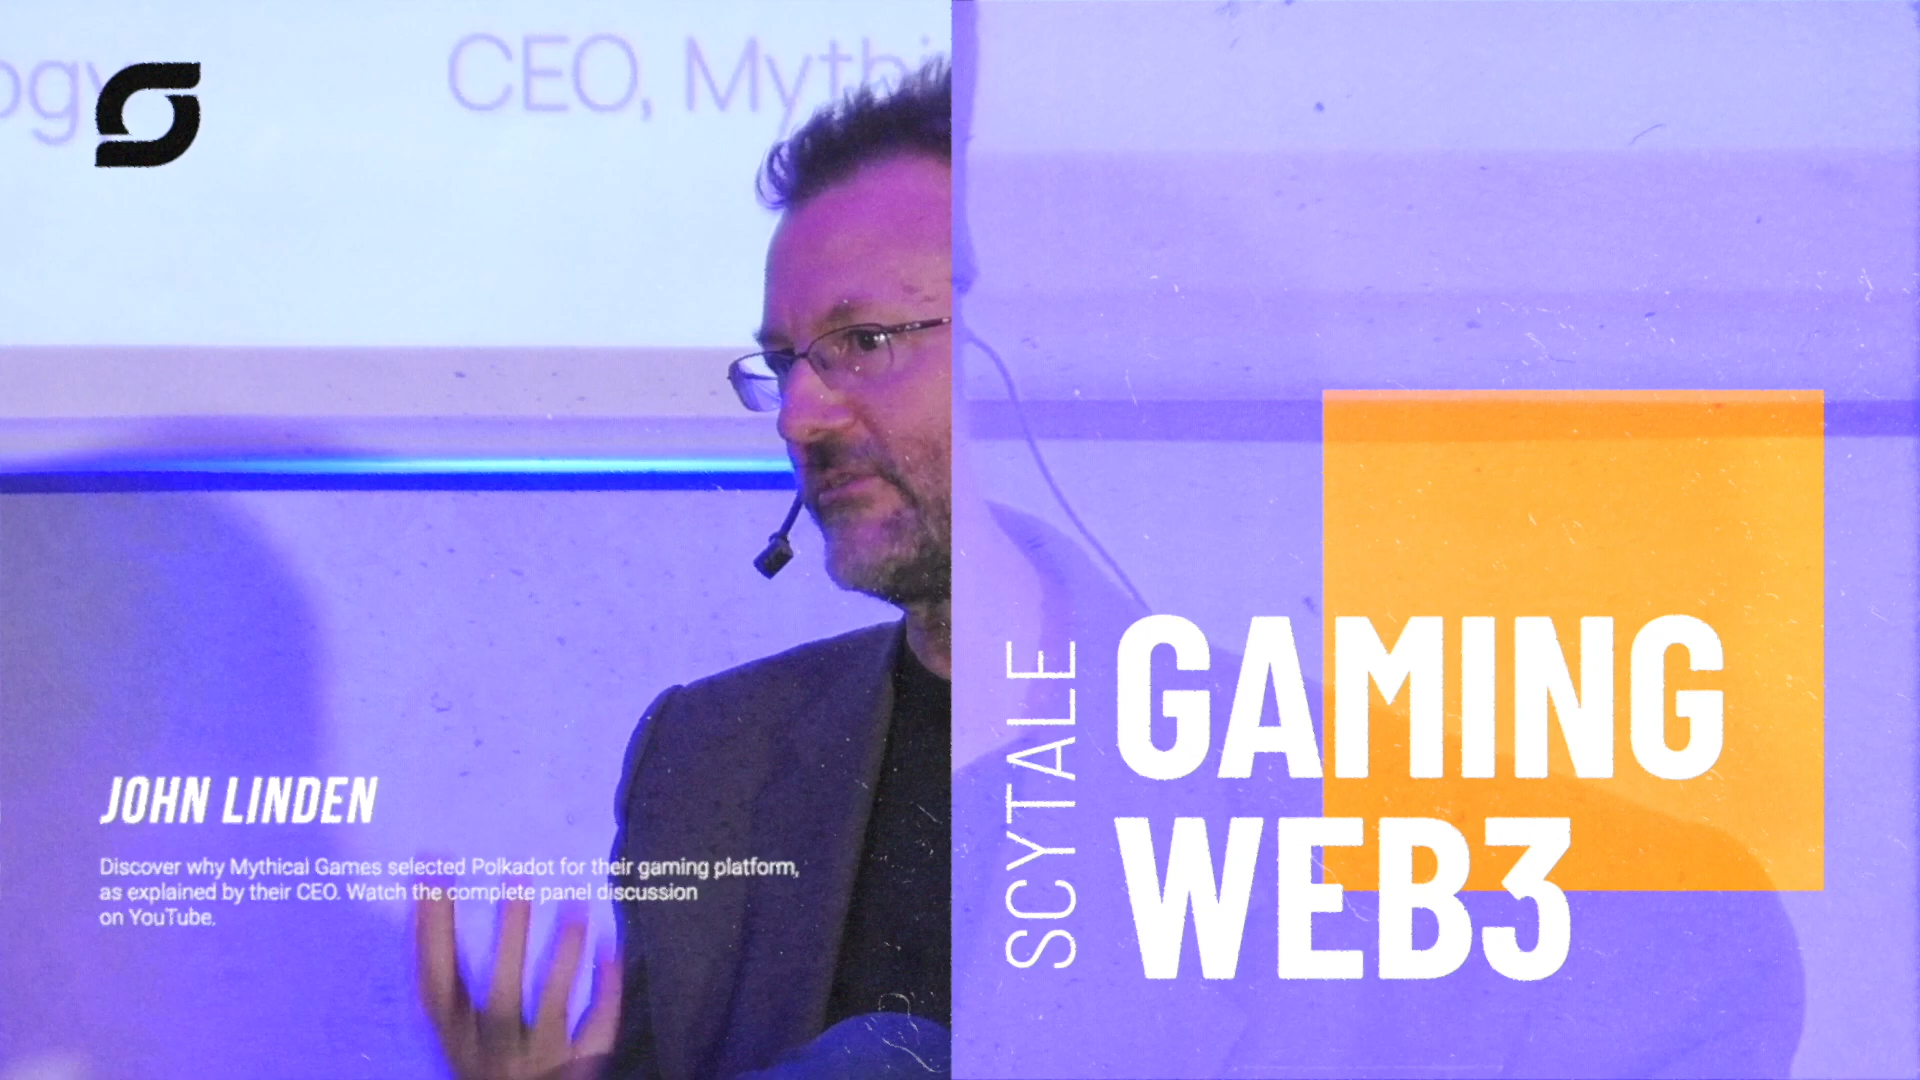 CEO, Mythi
JOHN LINDEN
Discover why Mythical Games selected Polkadot for their gaming platform,
as explained by their CEO. Watch the complete panel discussion
on YouTube.
SCYTALE
GAMING
WEB3